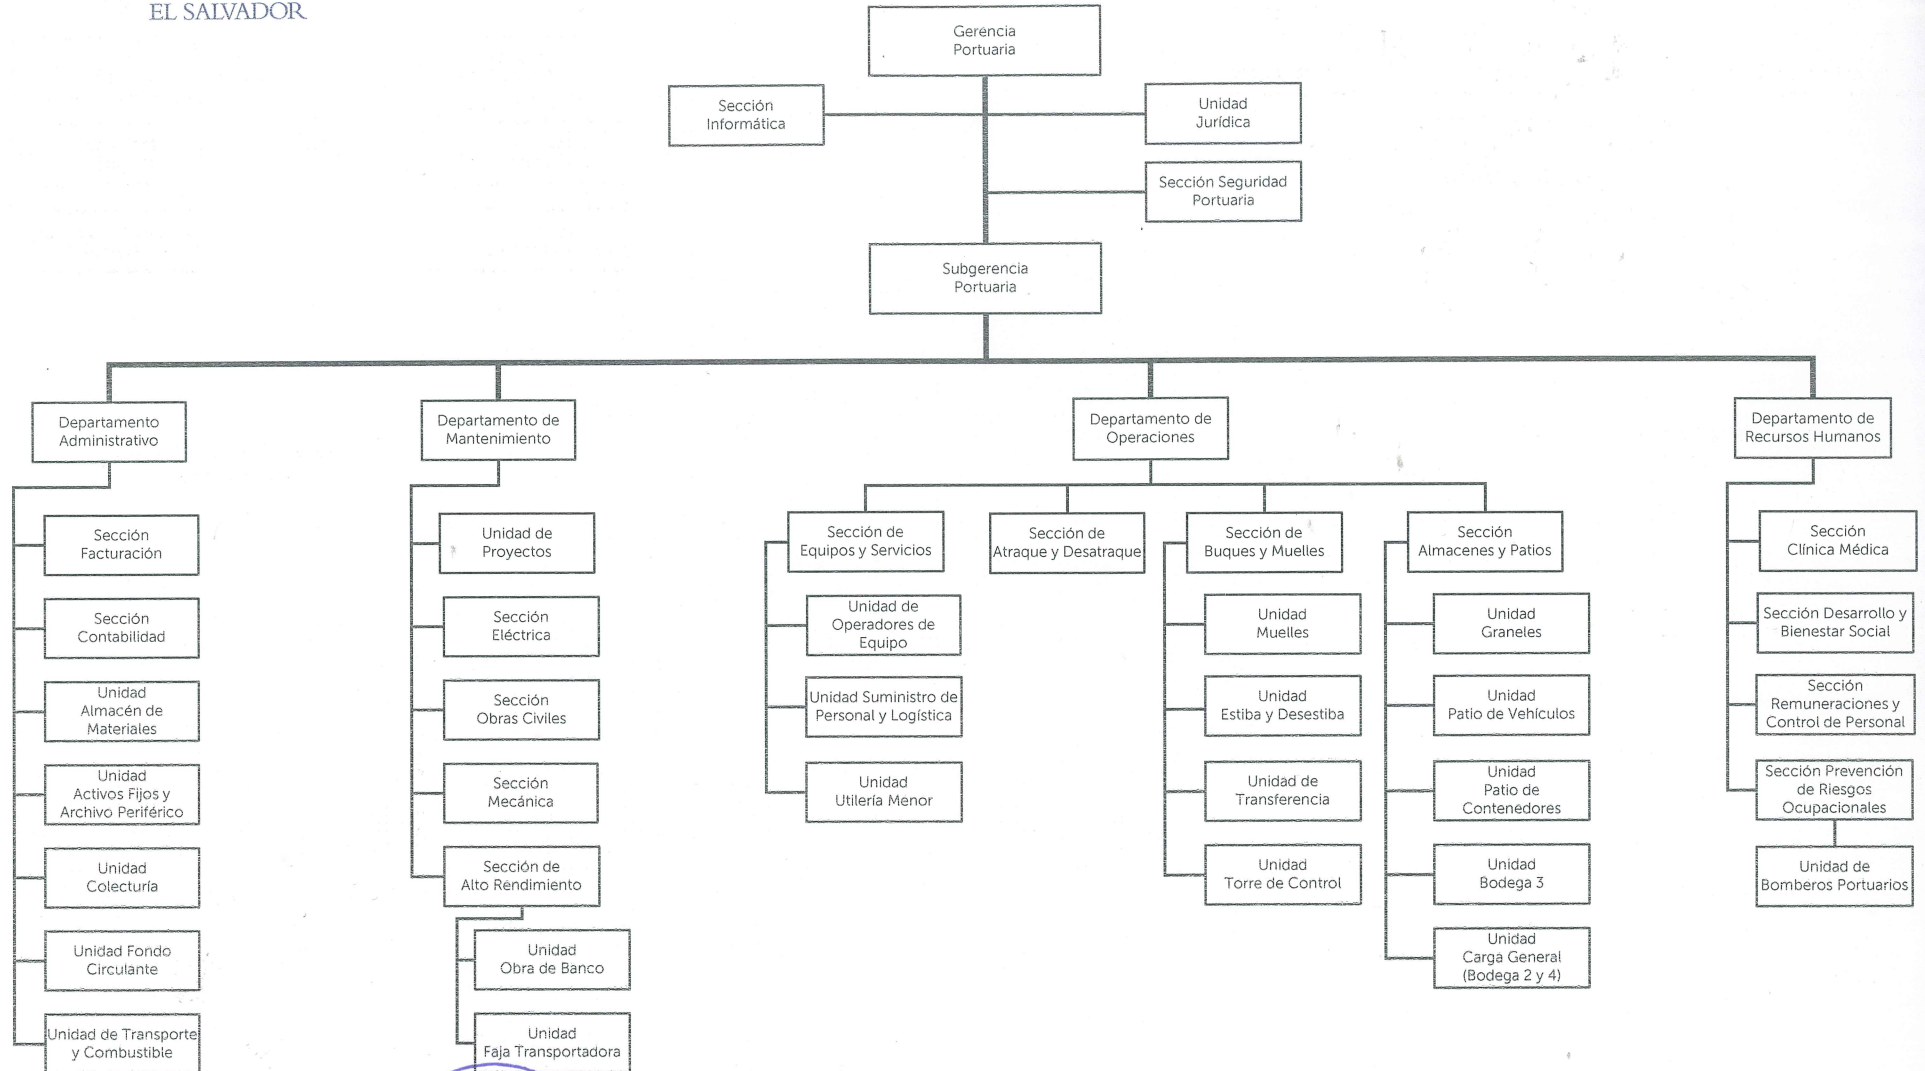 EL SALVADOR
Gerencia
Portuaria
Sección
Informática
Unidad
Jurídica
Sección Seguridad
Portuaria
Subgerencia
Portuaria
Departamento
Administrativo
Sección
Facturación
Sección
Contabilidad
Unidad
Almacén de
Materiales
Unidad
Activos Fijos y
Archivo Periférico
Unidad
Colecturía
Unidad Fondo
Circulante
Unidad de Transporte
y Combustible
Departamento de
Mantenimiento
Unidad de
Proyectos
Sección
Eléctrica
Sección
Obras Civiles
Sección
Mecánica
Sección de
Alto Rendimiento
Unidad
Obra de Banco
Unidad
Faja Transportadora
Departamento de
Operaciones
Sección de
Equipos y Servicios
Unidad de
Operadores de
Equipo
Unidad Suministro de
Personal y Logística
Unidad
Utilería Menor
Sección de
Atraque y Desatraque
Sección de
Buques y Muelles
Unidad
Muelles
Unidad
Estiba y Desestiba
Unidad de
Transferencia
Unidad
Torre de Control
Sección
Almacenes y Patios
Unidad
Graneles
Unidad
Patio de Vehículos
Unidad
Patio de
Contenedores
Unidad
Bodega 3
Unidad
Carga General
(Bodega 2 y 4)
Departamento de
Recursos Humanos
Sección
Clínica Médica
Sección Desarrollo y
Bienestar Social
Sección
Remuneraciones y
Control de Personal
Sección Prevención
de Riesgos
Ocupacionales
Unidad de
Bomberos Portuarios